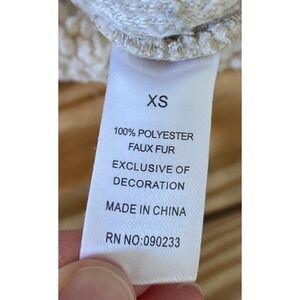 XS
100% POLYESTER
FAUX FUR
EXCLUSIVE OF
DECORATION
MADE IN CHINA
RN NO:090233